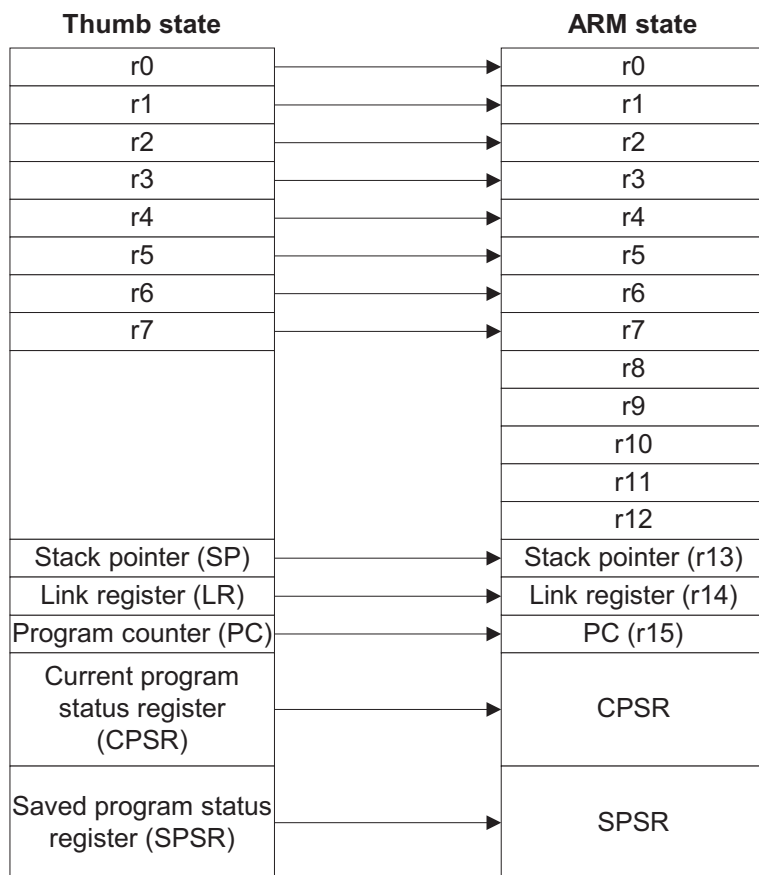 Thumb state ARM state
r0 r0
r1 r1
r2 r2
r3 r3
r4 r4
r5 r5
r6 r6
r7 r7
r8
r9
r10
r11
r12
Stack pointer (SP) Stack pointer (r13)
Link register (LR) Link register (r14)
Program counter (PC) PC (r15)
Current program
status register
(CPSR)
CPSR
Saved program status
register (SPSR)
SPSR